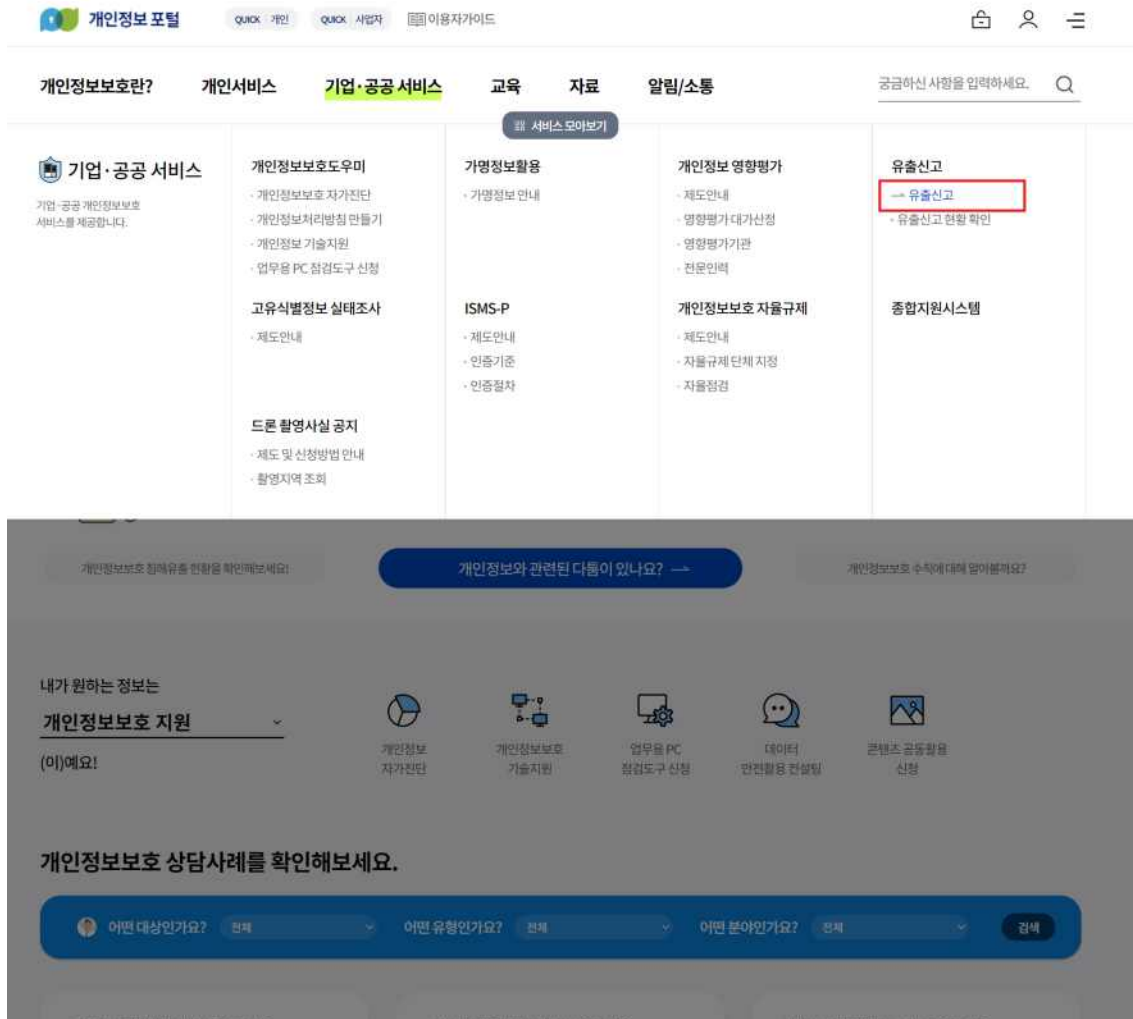 개인정보 포털
QUICK 개인
QUICK 사업자
이용자가이드
개인정보보호란?
개인서비스
기업·공공 서비스
교육
자료
알림/소통
궁금하신 사항을 입력하세요.
서비스 모아보기
기업·공공 서비스
기업·공공 개인정보보호
서비스를 제공합니다.
개인정보보호도우미
· 개인정보보호 자가진단
· 개인정보처리방침 만들기
· 개인정보 기술지원
· 업무용 PC 점검도구 신청
가명정보활용
· 가명정보 안내
개인정보 영향평가
· 제도안내
· 영향평가 대가산정
· 영향평가기관
· 전문인력
유출신고
유출신고
· 유출신고 현황 확인
고유식별정보 실태조사
· 제도안내
ISMS-P
· 제도안내
· 인증기준
· 인증절차
개인정보보호 자율규제
· 제도안내
· 자율규제 단체 지정
· 자율점검
종합지원시스템
드론 촬영사실 공지
· 제도 및 신청방법 안내
· 촬영지역 조회
개인정보보호 침해유출 현황을 확인해보세요!
개인정보와 관련된 다툼이 있나요?
개인정보보호 수칙에 대해 알아볼까요?
내가 원하는 정보는
개인정보보호 지원
(이)예요!
개인정보
자가진단
개인정보보호
기술지원
업무용 PC
점검도구 신청
데이터
안전활용 컨설팅
콘텐츠 공동활용
신청
개인정보보호 상담사례를 확인해보세요.
어떤 대상인가요?
전체
어떤 유형인가요?
전체
어떤 분야인가요?
전체
검색